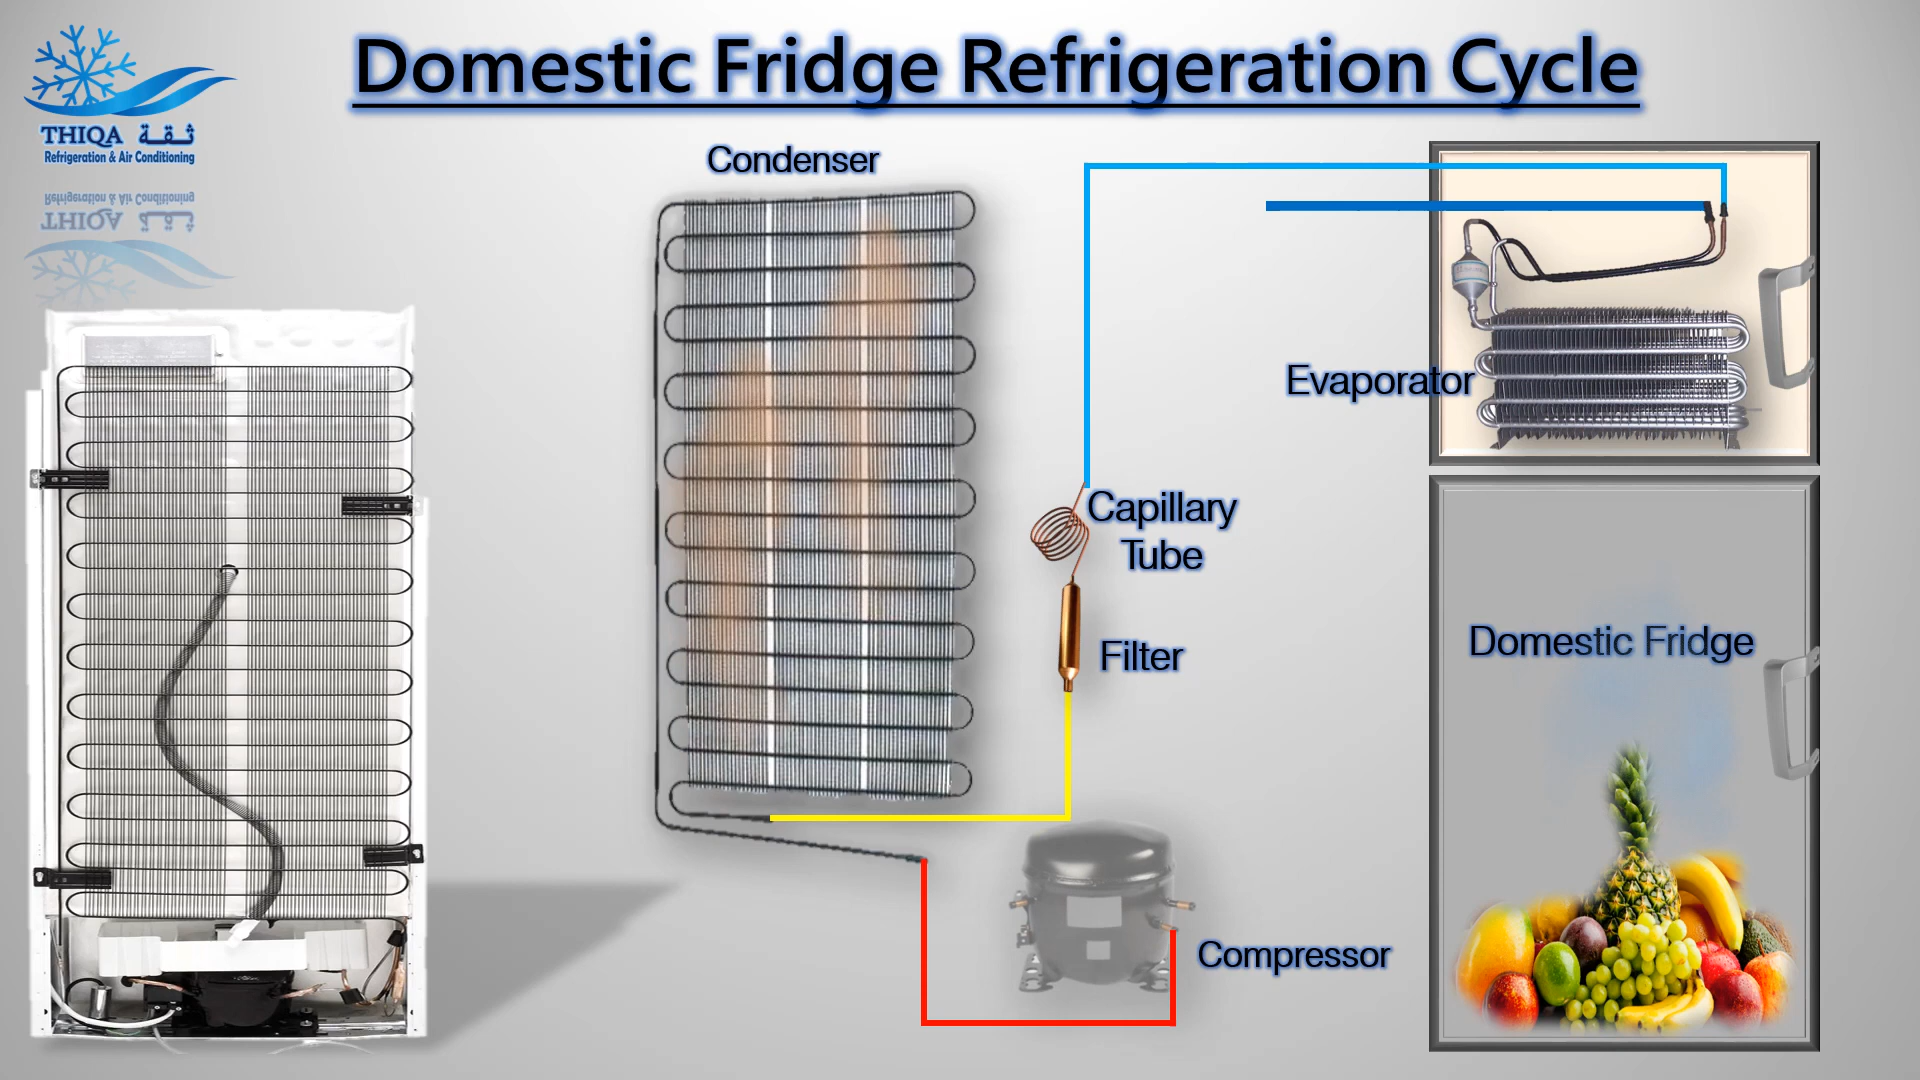 Domestic Fridge Refrigeration Cycle
THIQA ثقة
Refrigeration & Air Conditioning
Condenser
Evaporator
Capillary
Tube
Filter
Domestic Fridge
Compressor